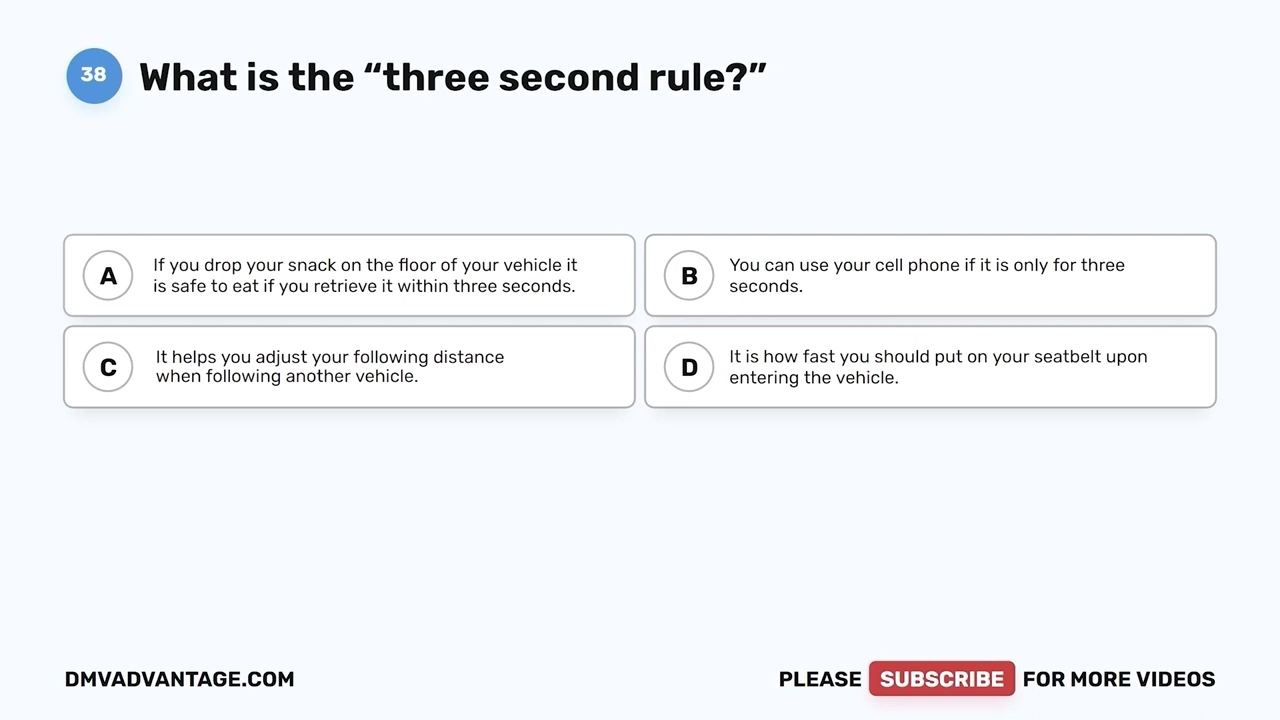 38
What is the “three second rule?”
A
If you drop your snack on the floor of your vehicle it
is safe to eat if you retrieve it within three seconds.
B
You can use your cell phone if it is only for three
seconds.
C
It helps you adjust your following distance
when following another vehicle.
D
It is how fast you should put on your seatbelt upon
entering the vehicle.
DMVADVANTAGE.COM
PLEASE SUBSCRIBE FOR MORE VIDEOS